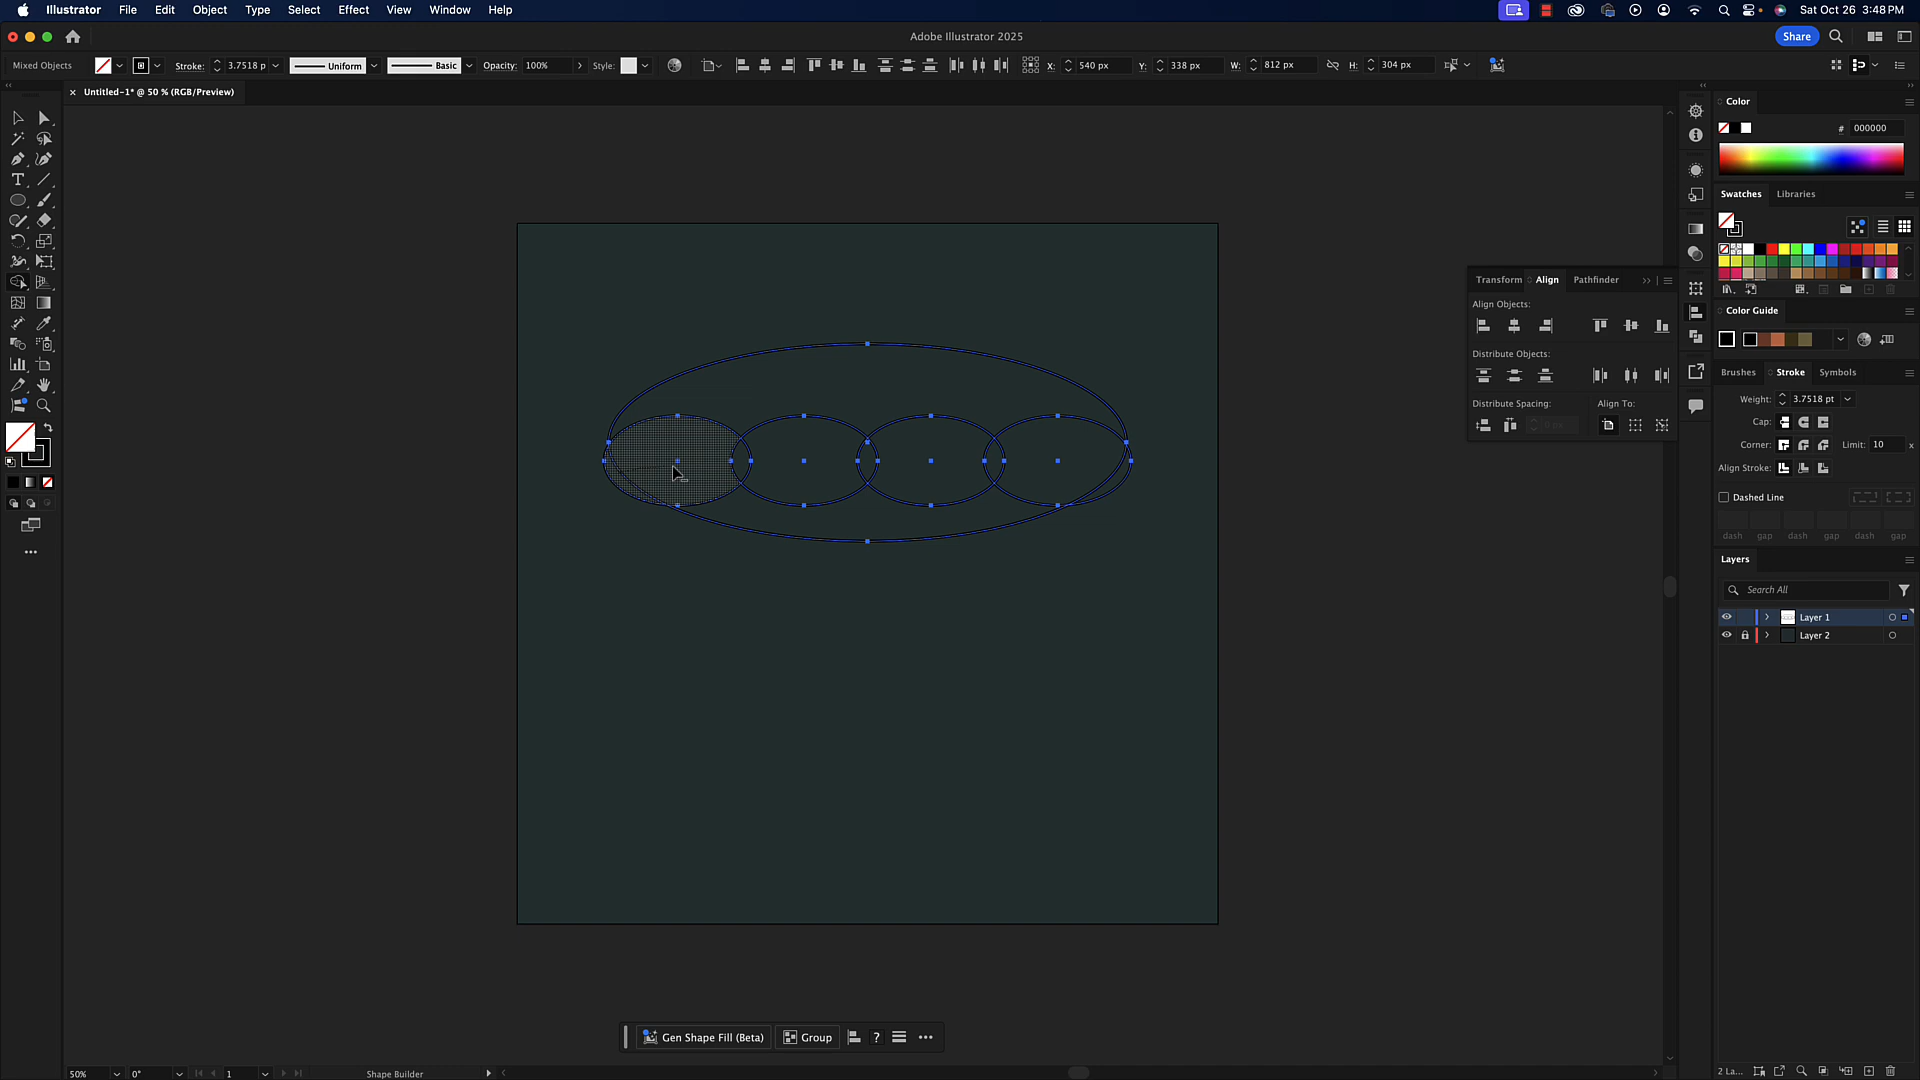 Illustrator File Edit Object Type Select Effect View Window Help Sat Oct 26 3:48 PM
Adobe Illustrator 2025 Share
Mixed Objects Stroke: 3.7518 p Uniform Basic Opacity: 100% Style: X: 540 px Y: 338 px W: 812 px H: 304 px
× Untitled-1* @ 50 % (RGB/Preview)
Color
# 000000
Swatches Libraries
Transform Align Pathfinder
Align Objects:
Distribute Objects:
Distribute Spacing: Align To:
Color Guide
Brushes Stroke Symbols
Weight: 3.7518 pt
Cap:
Corner: Limit: 10 x
Align Stroke:
Dashed Line
dash gap dash gap dash gap
Layers
Search All
Layer 1
Layer 2
Gen Shape Fill (Beta) Group ?
50% 0° 1 Shape Builder 2 La...